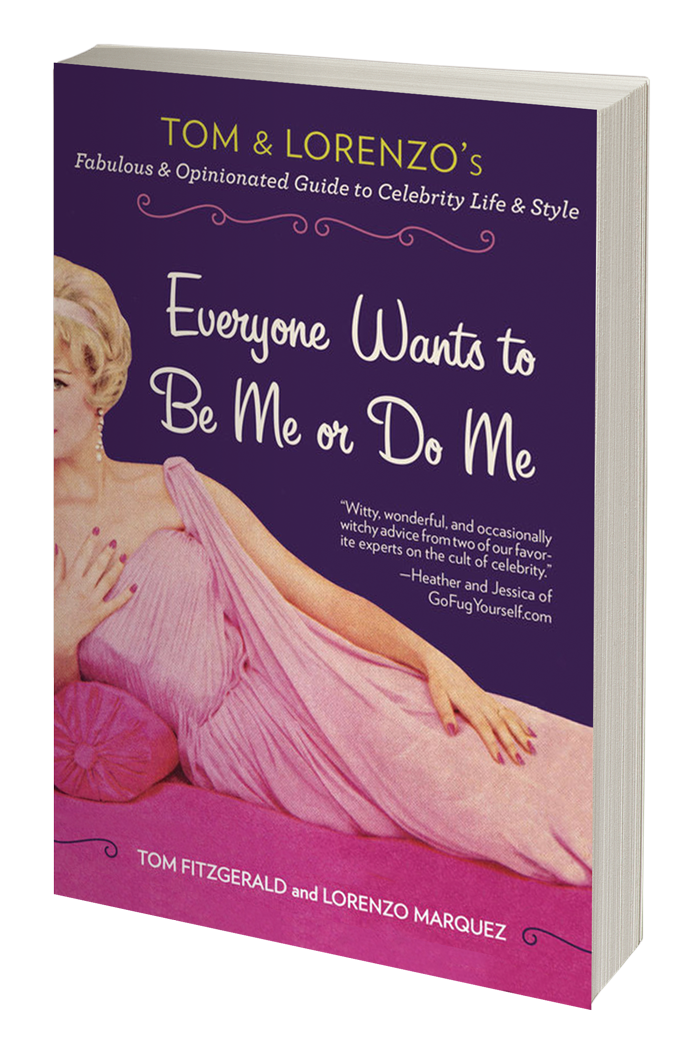 TOM & LORENZO's
Fabulous & Opinionated Guide to Celebrity Life & Style
Everyone Wants to
Be Me or Do Me
“Witty, wonderful, and occasionally
witchy advice from two of our favor-
ite experts on the cult of celebrity.”
—Heather and Jessica of
GoFugYourself.com
TOM FITZGERALD and LORENZO MARQUEZ